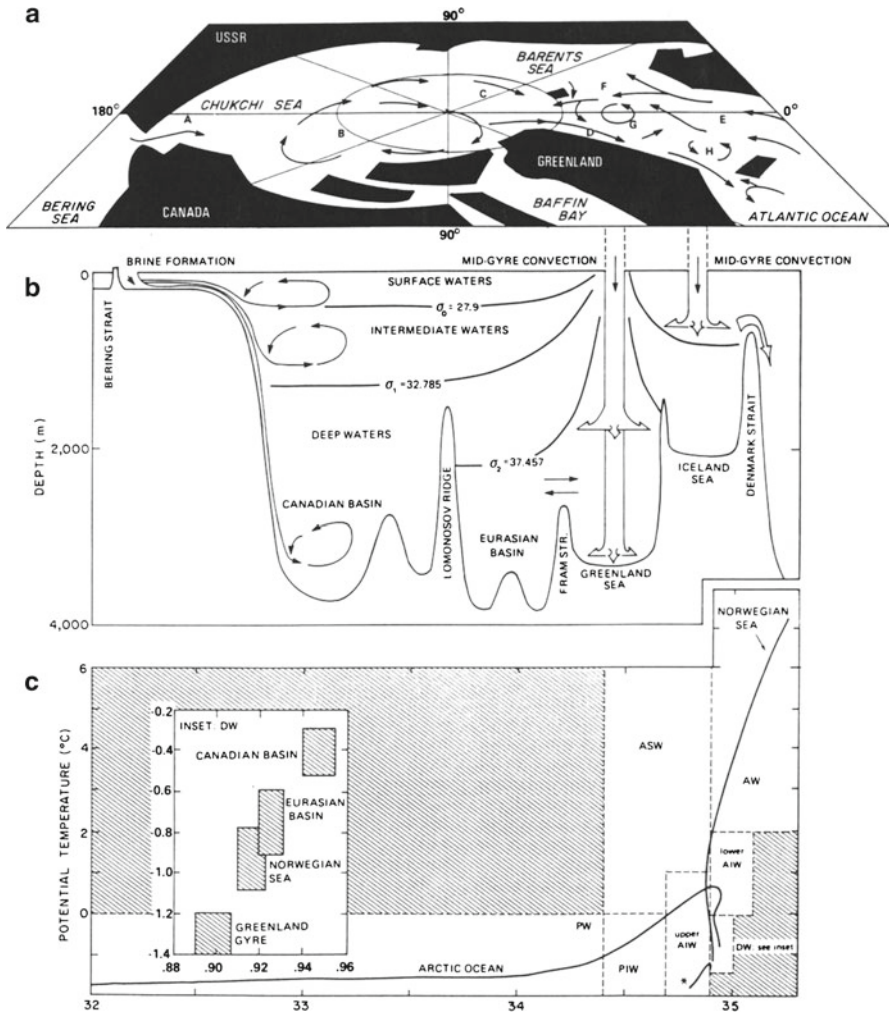 a
90°
USSR
BARENTS SEA
180°
CHUKCHI SEA
A
B
C
D
E
F
G
H
0°
GREENLAND
BERING SEA
CANADA
BAFFIN BAY
ATLANTIC OCEAN
90°
b
BRINE FORMATION
MID-GYRE CONVECTION
MID-GYRE CONVECTION
0
2,000
4,000
DEPTH (m)
BERING STRAIT
SURFACE WATERS
σ₀ = 27.9
INTERMEDIATE WATERS
σ₁ = 32.785
DEEP WATERS
σ₂ = 37.457
CANADIAN BASIN
LOMONOSOV RIDGE
EURASIAN BASIN
FRAM STR.
GREENLAND SEA
ICELAND SEA
DENMARK STRAIT
c
NORWEGIAN SEA
POTENTIAL TEMPERATURE (°C)
6
4
2
0
INSET: DW
-0.2
-0.4
-0.6
-0.8
-1.0
-1.2
-1.4
CANADIAN BASIN
EURASIAN BASIN
NORWEGIAN SEA
GREENLAND GYRE
.88 .90 .92 .94 .96
ASW
AW
lower AIW
PW
upper AIW
DW: see inset
PIW
*
ARCTIC OCEAN
32 33 34 35